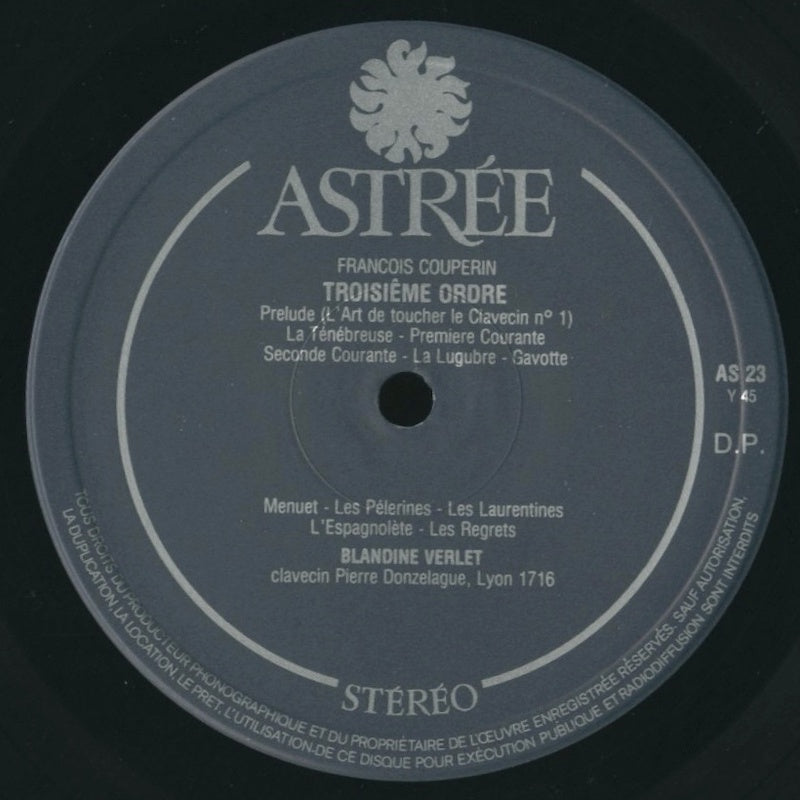 ASTRÉE
FRANCOIS COUPERIN
TROISIÊME ORDRE
Prelude (L'Art de toucher le Clavecin nº 1)
La Ténébreuse - Premiere Courante
Seconde Courante - La Lugubre - Gavotte
AS 23
Y 45
D.P.
Menuet - Les Pélerines - Les Laurentines
L'Espagnolète - Les Regrets
BLANDINE VERLET
clavecin Pierre Donzelague, Lyon 1716
STÉRÉO
TOUS DROITS DU PRODUCTEUR PHONOGRAPHIQUE ET DU PROPRIÉTAIRE DE L'ŒUVRE ENREGISTRÉE RÉSERVÉS. SAUF AUTORISATION,
LA DUPLICATION, LA LOCATION, LE PRET, L'UTILISATION DE CE DISQUE POUR EXÉCUTION PUBLIQUE ET RADIODIFFUSION SONT INTERDITS